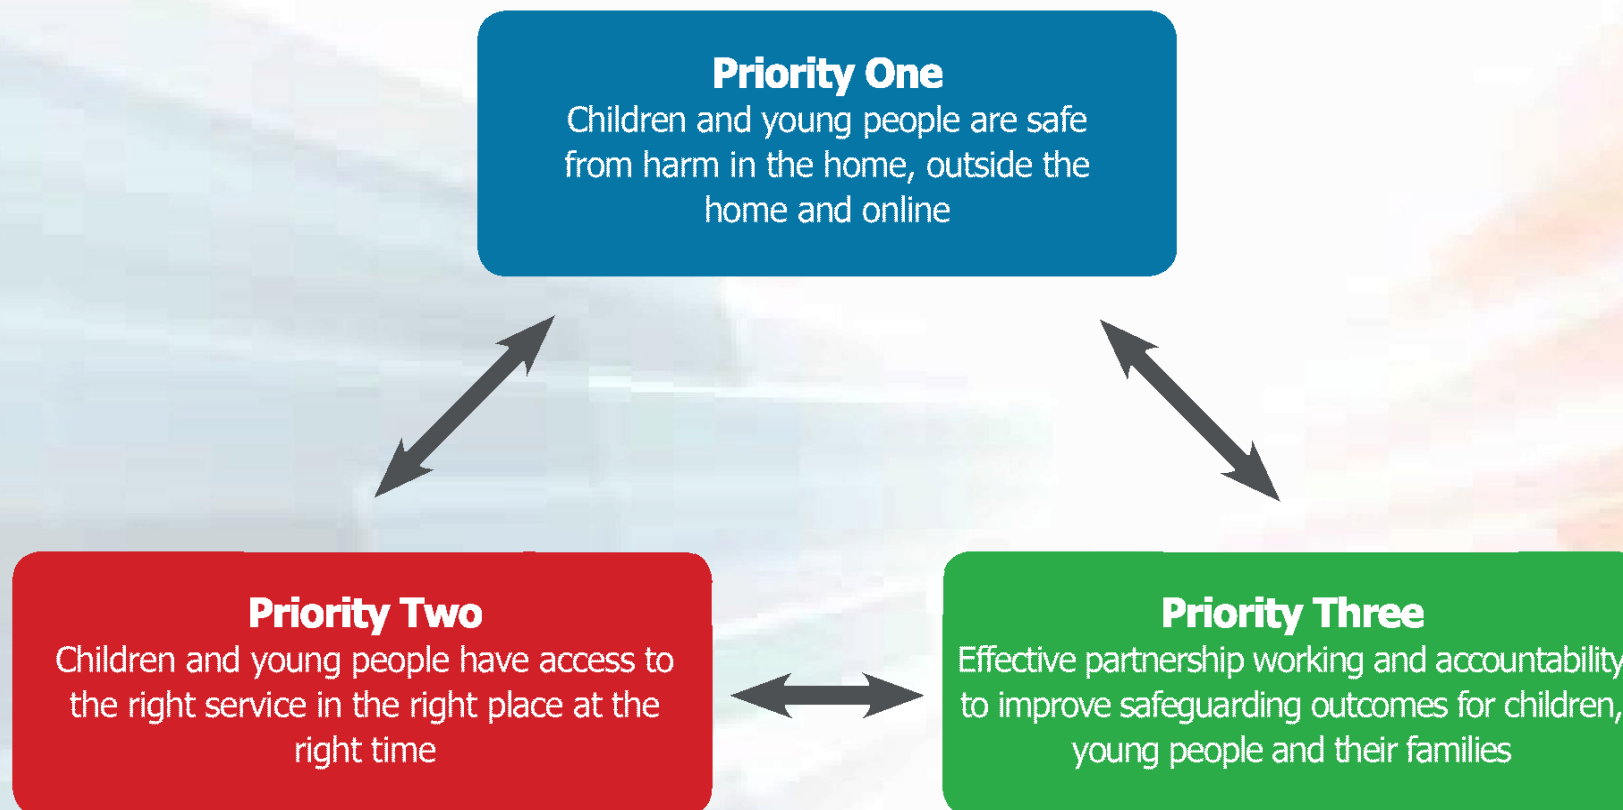 Priority One
Children and young people are safe
from harm in the home, outside the
home and online
Priority Two
Children and young people have access to
the right service in the right place at the
right time
Priority Three
Effective partnership working and accountability
to improve safeguarding outcomes for children,
young people and their families